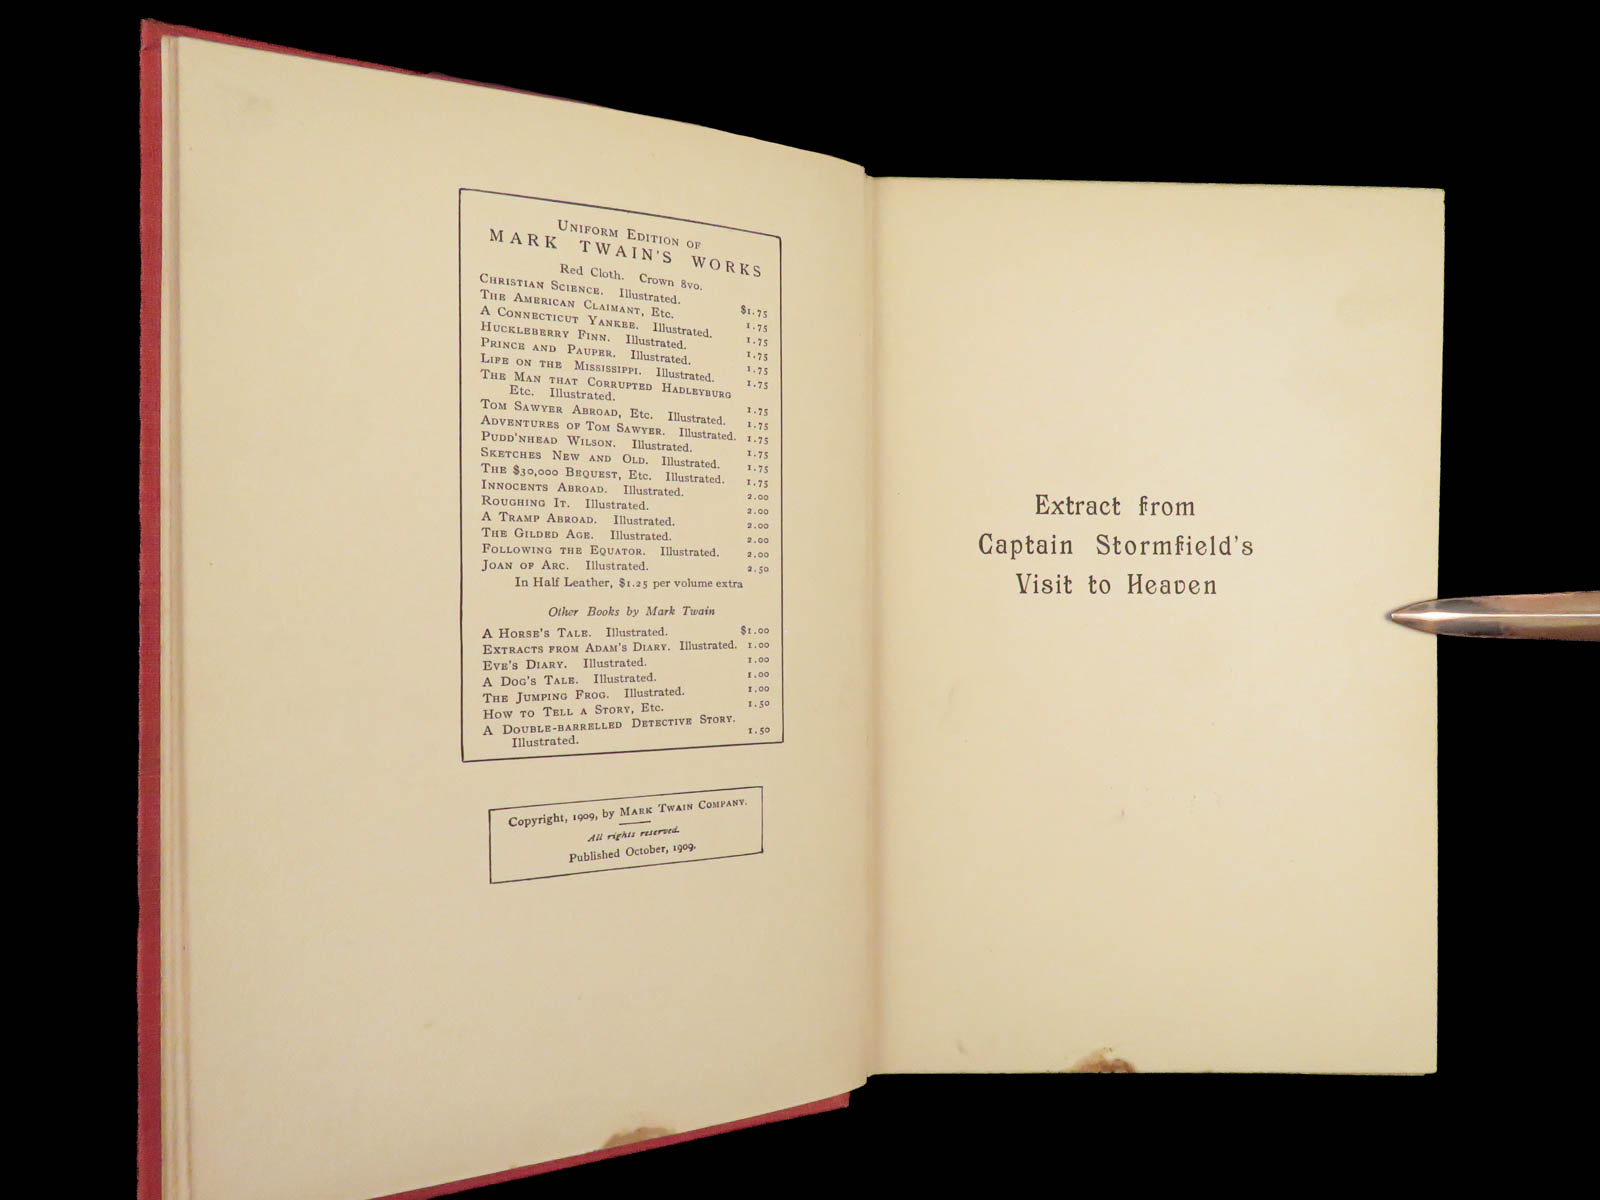 Uniform Edition of
MARK TWAIN'S WORKS
Red Cloth. Crown 8vo.
Christian Science. Illustrated. $1.75
The American Claimant, Etc. 1.75
A Connecticut Yankee. Illustrated. 1.75
Huckleberry Finn. Illustrated. 1.75
Prince and Pauper. Illustrated. 1.75
Life on the Mississippi. Illustrated. 1.75
The Man that Corrupted Hadleyburg
Etc. Illustrated. 1.75
Tom Sawyer Abroad, Etc. Illustrated. 1.75
Adventures of Tom Sawyer. Illustrated. 1.75
Pudd'nhead Wilson. Illustrated. 1.75
Sketches New and Old. Illustrated. 1.75
The $30,000 Bequest, Etc. Illustrated. 1.75
Innocents Abroad. Illustrated. 2.00
Roughing It. Illustrated. 2.00
A Tramp Abroad. Illustrated. 2.00
The Gilded Age. Illustrated. 2.00
Following the Equator. Illustrated. 2.00
Joan of Arc. Illustrated. 2.50
In Half Leather, $1.25 per volume extra
Other Books by Mark Twain
A Horse's Tale. Illustrated. $1.00
Extracts from Adam's Diary. Illustrated. 1.00
Eve's Diary. Illustrated. 1.00
A Dog's Tale. Illustrated. 1.00
The Jumping Frog. Illustrated. 1.00
How to Tell a Story, Etc. 1.50
A Double-barrelled Detective Story.
Illustrated. 1.50
Copyright, 1909, by Mark Twain Company.
All rights reserved.
Published October, 1909.
Extract from
Captain Stormfield's
Visit to Heaven